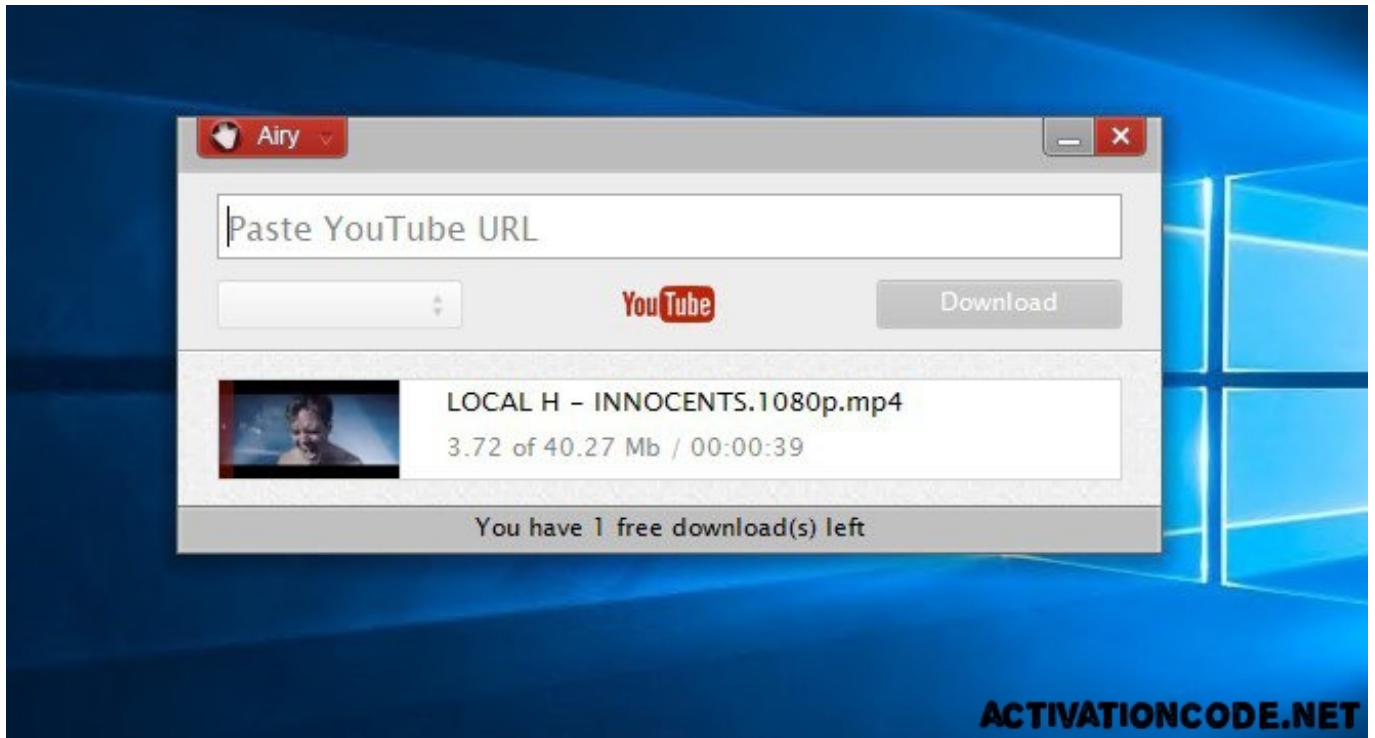 Airy
Paste YouTube URL
YouTube
Download
LOCAL H – INNOCENTS.1080p.mp4
3.72 of 40.27 Mb / 00:00:39
You have 1 free download(s) left
ACTIVATIONCODE.NET